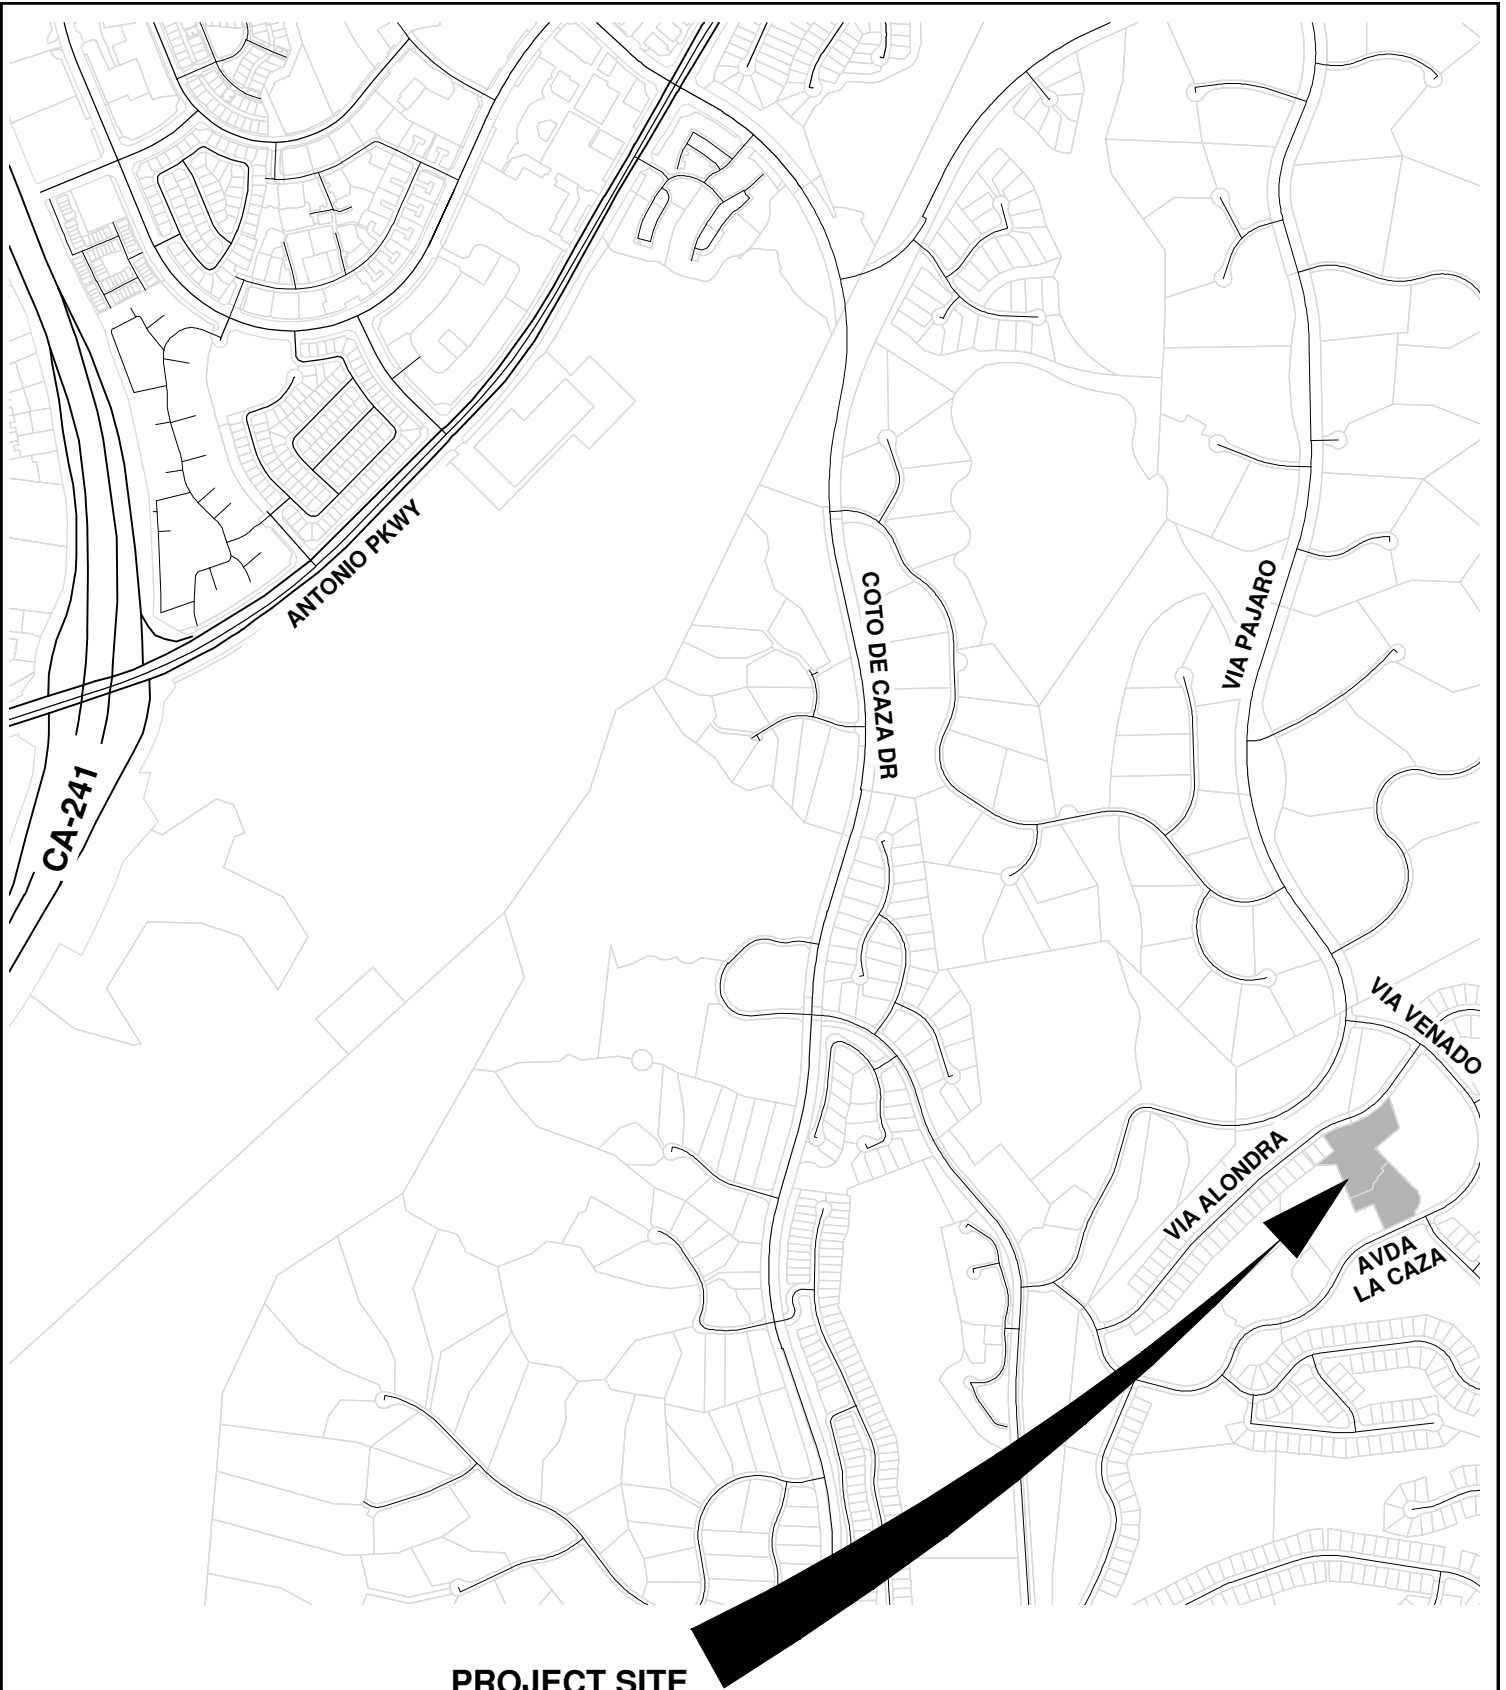 ANTONIO PKWY
COTO DE CAZA DR
VIA PAJARO
CA-241
VIA VENADO
VIA ALONDRA
AVDA
LA CAZA
PROJECT SITE